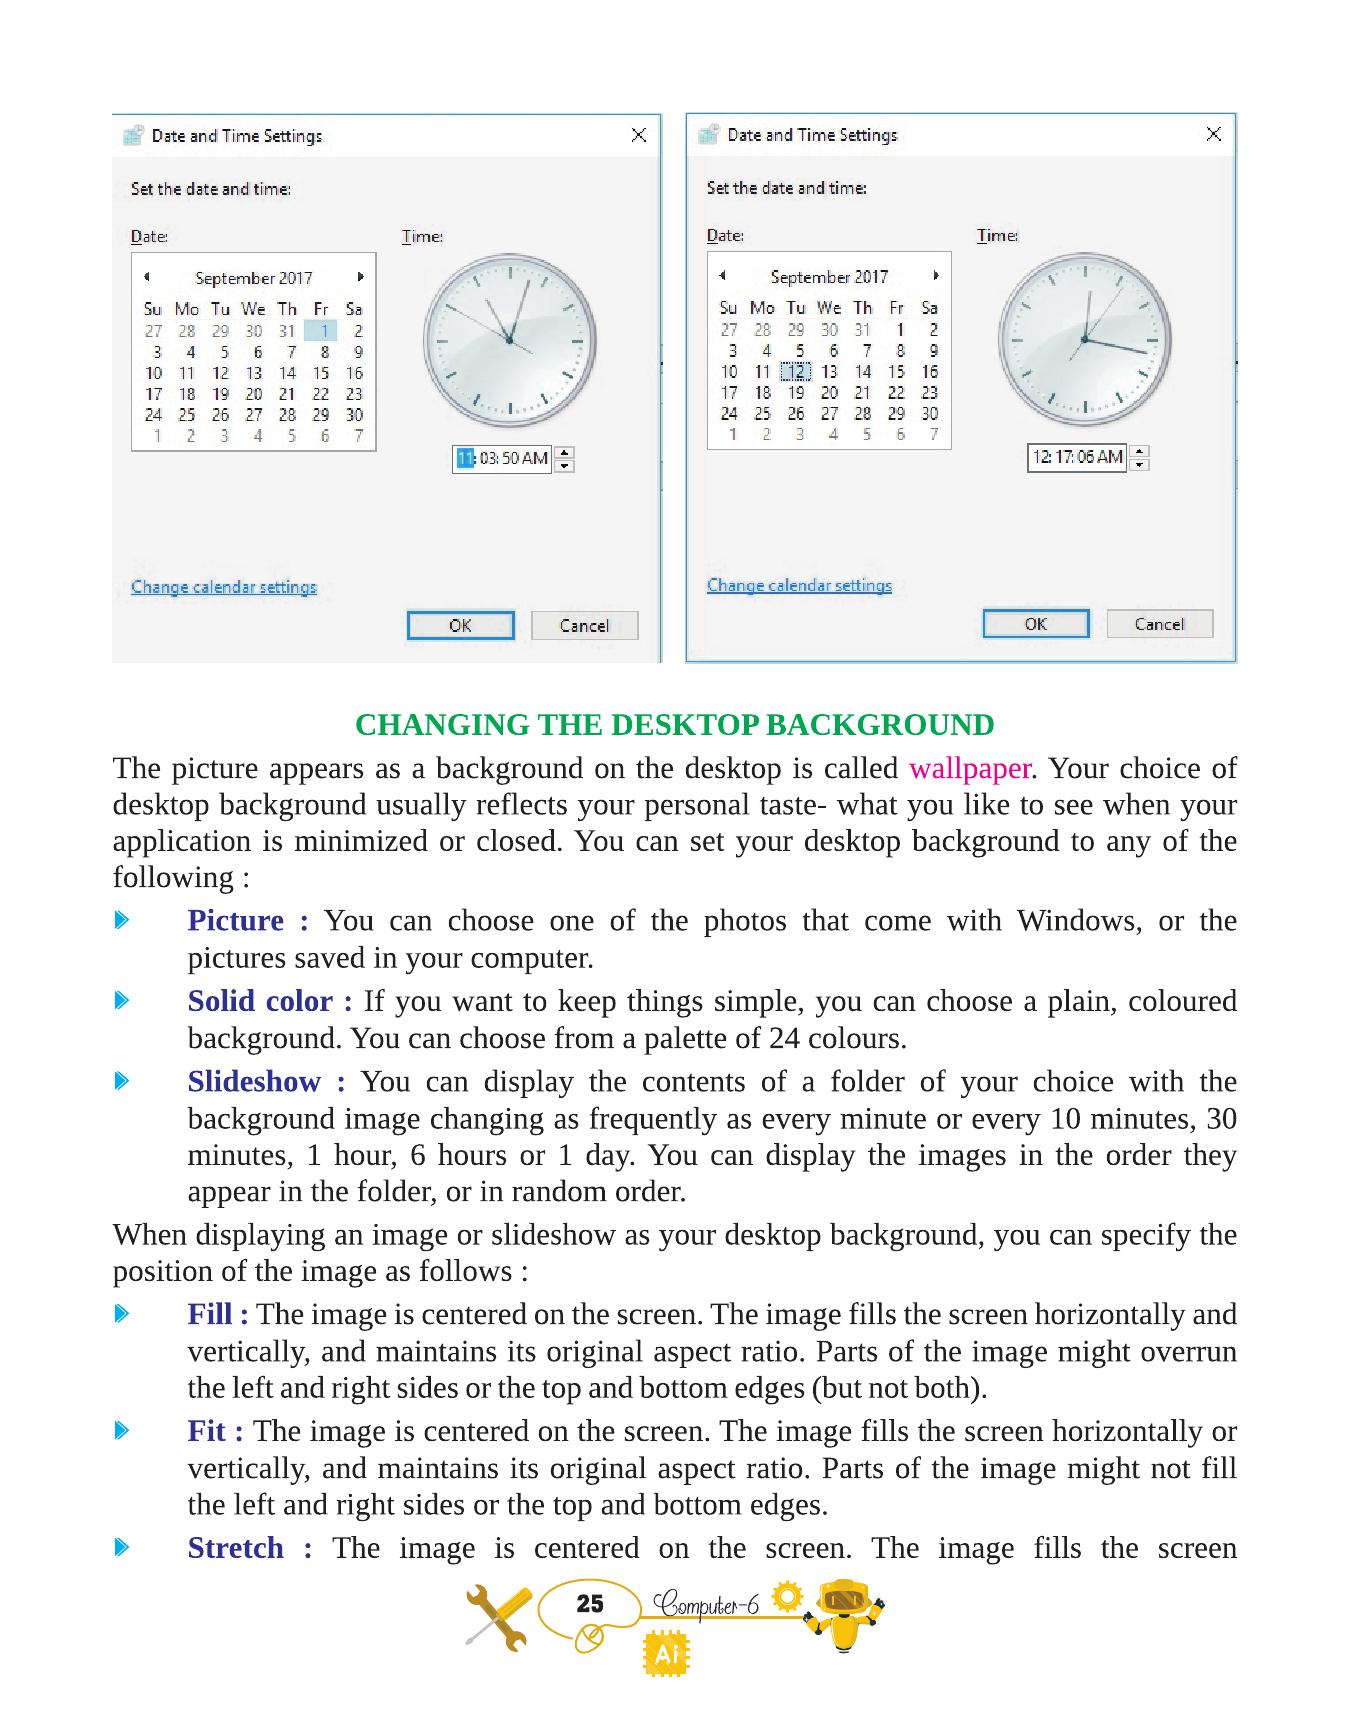 Date and Time Settings
Set the date and time:
Date:
Time:
September 2017
Su Mo Tu We Th Fr Sa
27 28 29 30 31 1 2
3 4 5 6 7 8 9
10 11 12 13 14 15 16
17 18 19 20 21 22 23
24 25 26 27 28 29 30
1 2 3 4 5 6 7
11: 03: 50 AM
Change calendar settings
OK Cancel
Date and Time Settings
Set the date and time:
Date:
Time:
September 2017
Su Mo Tu We Th Fr Sa
27 28 29 30 31 1 2
3 4 5 6 7 8 9
10 11 12 13 14 15 16
17 18 19 20 21 22 23
24 25 26 27 28 29 30
1 2 3 4 5 6 7
12: 17: 06 AM
Change calendar settings
OK Cancel
CHANGING THE DESKTOP BACKGROUND
The picture appears as a background on the desktop is called wallpaper. Your choice of
desktop background usually reflects your personal taste- what you like to see when your
application is minimized or closed. You can set your desktop background to any of the
following :
Picture : You can choose one of the photos that come with Windows, or the
pictures saved in your computer.
Solid color : If you want to keep things simple, you can choose a plain, coloured
background. You can choose from a palette of 24 colours.
Slideshow : You can display the contents of a folder of your choice with the
background image changing as frequently as every minute or every 10 minutes, 30
minutes, 1 hour, 6 hours or 1 day. You can display the images in the order they
appear in the folder, or in random order.
When displaying an image or slideshow as your desktop background, you can specify the
position of the image as follows :
Fill : The image is centered on the screen. The image fills the screen horizontally and
vertically, and maintains its original aspect ratio. Parts of the image might overrun
the left and right sides or the top and bottom edges (but not both).
Fit : The image is centered on the screen. The image fills the screen horizontally or
vertically, and maintains its original aspect ratio. Parts of the image might not fill
the left and right sides or the top and bottom edges.
Stretch : The image is centered on the screen. The image fills the screen
25 Computer-6
Ai